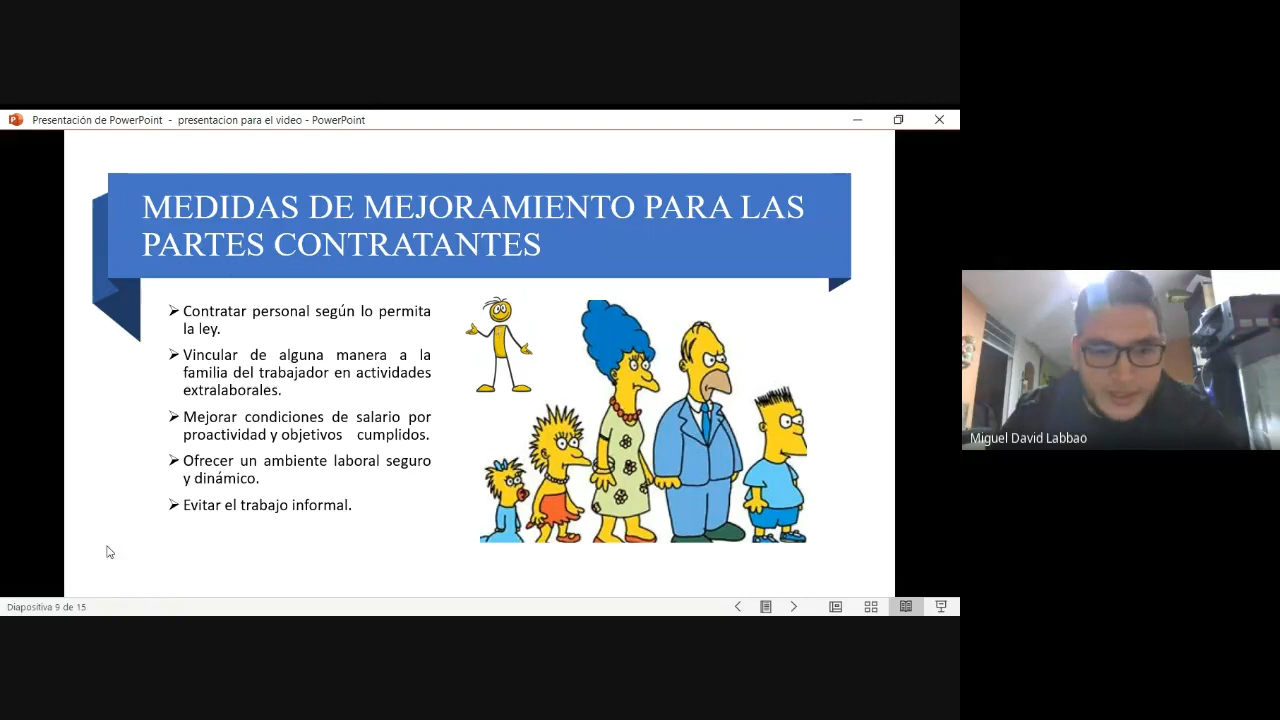 Presentación de PowerPoint - presentacion para el video - PowerPoint
MEDIDAS DE MEJORAMIENTO PARA LAS
PARTES CONTRATANTES
➢ Contratar personal según lo permita
la ley.
➢ Vincular de alguna manera a la
familia del trabajador en actividades
extralaborales.
➢ Mejorar condiciones de salario por
proactividad y objetivos cumplidos.
➢ Ofrecer un ambiente laboral seguro
y dinámico.
➢ Evitar el trabajo informal.
Miguel David Labbao
Diapositiva 9 de 15